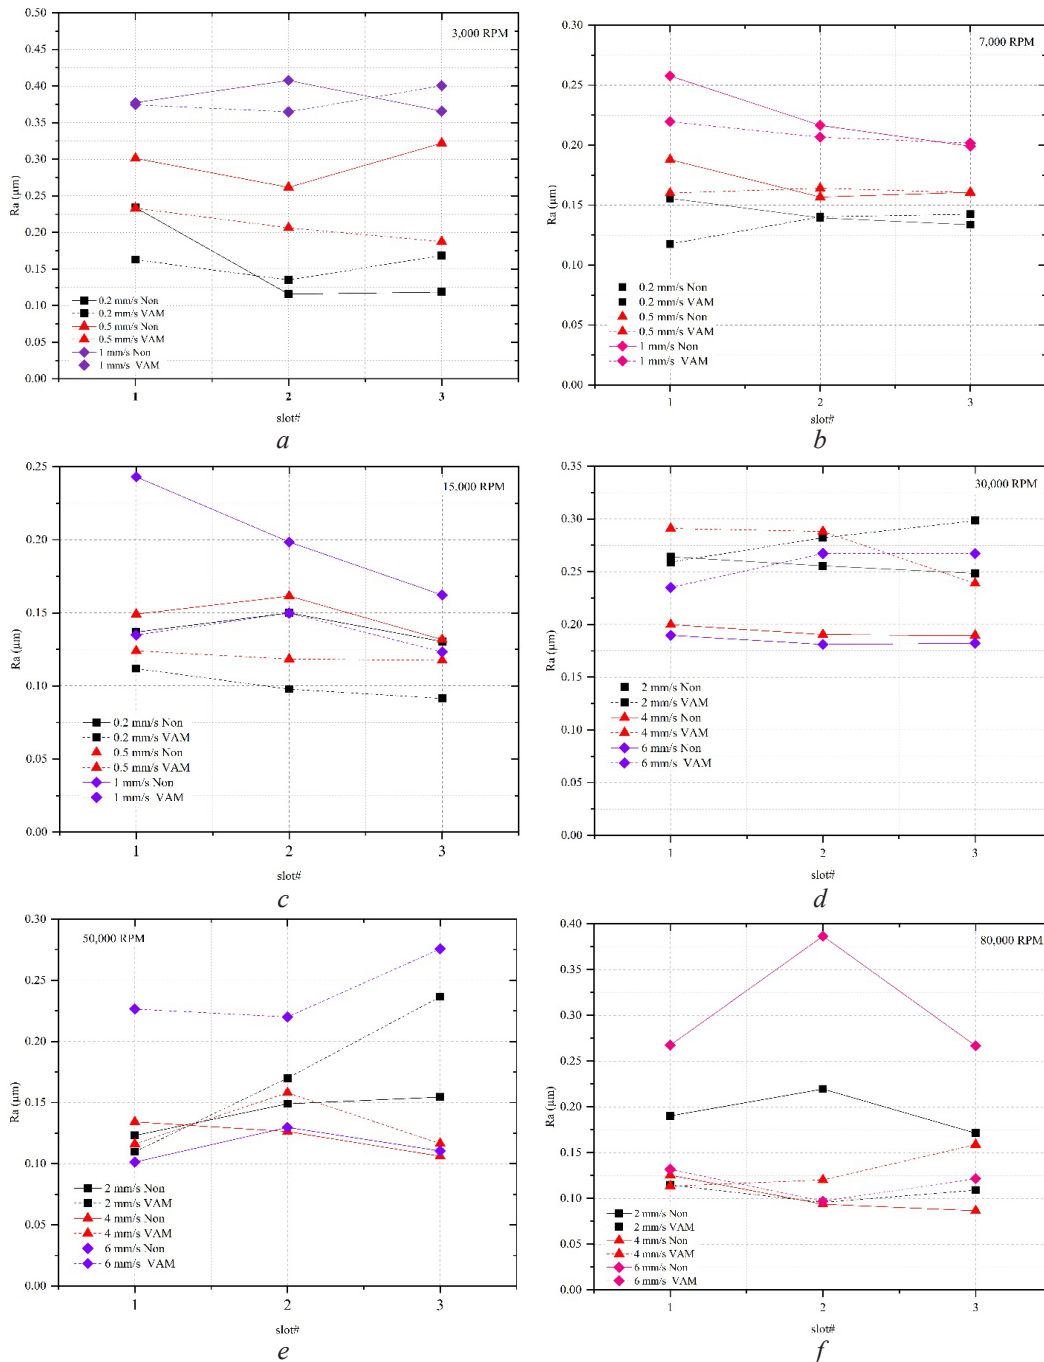 0.50
3,000 RPM
0.45
0.40
0.35
0.30
0.25
0.20
0.15
0.10
0.05
0.00
Ra (μm)
0.2 mm/s Non
0.2 mm/s VAM
0.5 mm/s Non
0.5 mm/s VAM
1 mm/s Non
1 mm/s VAM
1 2 3
slot#
a
0.30
7,000 RPM
0.25
0.20
0.15
0.10
0.05
0.00
Ra (μm)
0.2 mm/s Non
0.2 mm/s VAM
0.5 mm/s Non
0.5 mm/s VAM
1 mm/s Non
1 mm/s VAM
1 2 3
slot#
b
0.25
15.000 RPM
0.20
0.15
0.10
0.05
0.00
Ra (μm)
0.2 mm/s Non
0.2 mm/s VAM
0.5 mm/s Non
0.5 mm/s VAM
1 mm/s Non
1 mm/s VAM
1 2 3
slot#
c
0.35
30,000 RPM
0.30
0.25
0.20
0.15
0.10
0.05
0.00
Ra (μm)
2 mm/s Non
2 mm/s VAM
4 mm/s Non
4 mm/s VAM
6 mm/s Non
6 mm/s VAM
1 2 3
slot#
d
0.30
50,000 RPM
0.25
0.20
0.15
0.10
0.05
0.00
Ra (μm)
2 mm/s Non
2 mm/s VAM
4 mm/s Non
4 mm/s VAM
6 mm/s Non
6 mm/s VAM
1 2 3
slot#
e
0.40
80,000 RPM
0.35
0.30
0.25
0.20
0.15
0.10
0.05
0.00
Ra (μm)
2 mm/s Non
2 mm/s VAM
4 mm/s Non
4 mm/s VAM
6 mm/s Non
6 mm/s VAM
1 2 3
slot#
f